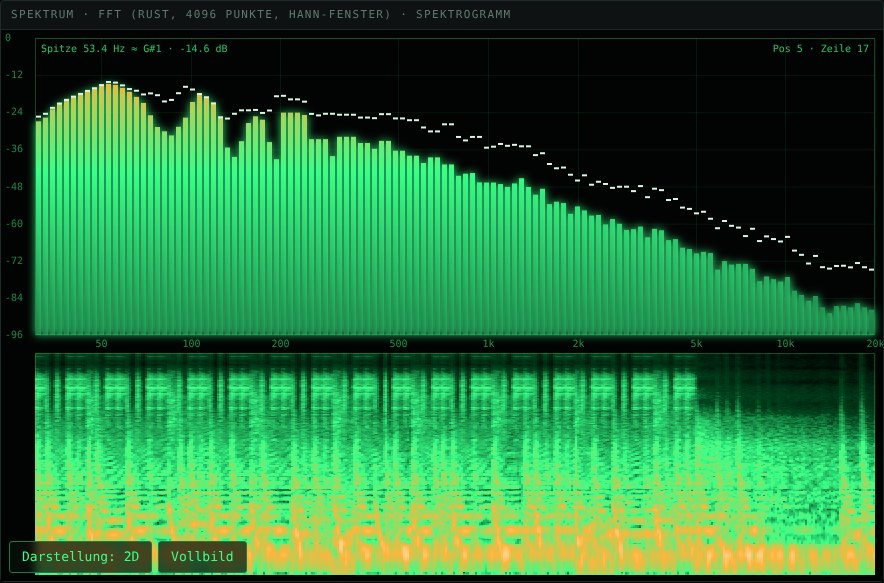 SPEKTRUM · FFT (RUST, 4096 PUNKTE, HANN-FENSTER) · SPEKTROGRAMM
0
Spitze 53.4 Hz ≈ G#1 · -14.6 dB
Pos 5 · Zeile 17
-12
-24
-36
-48
-60
-72
-84
-96
50 100 200 500 1k 2k 5k 10k 20k
Darstellung: 2D
Vollbild